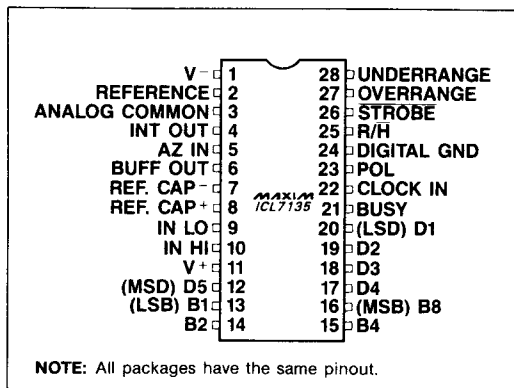 V− 1 28 UNDERRANGE
REFERENCE 2 27 OVERRANGE
ANALOG COMMON 3 26 STROBE
INT OUT 4 25 R/H
AZ IN 5 24 DIGITAL GND
BUFF OUT 6 23 POL
REF. CAP− 7 22 CLOCK IN
REF. CAP+ 8 MAXIM ICL7135 21 BUSY
IN LO 9 20 (LSD) D1
IN HI 10 19 D2
V+ 11 18 D3
(MSD) D5 12 17 D4
(LSB) B1 13 16 (MSB) B8
B2 14 15 B4
NOTE: All packages have the same pinout.